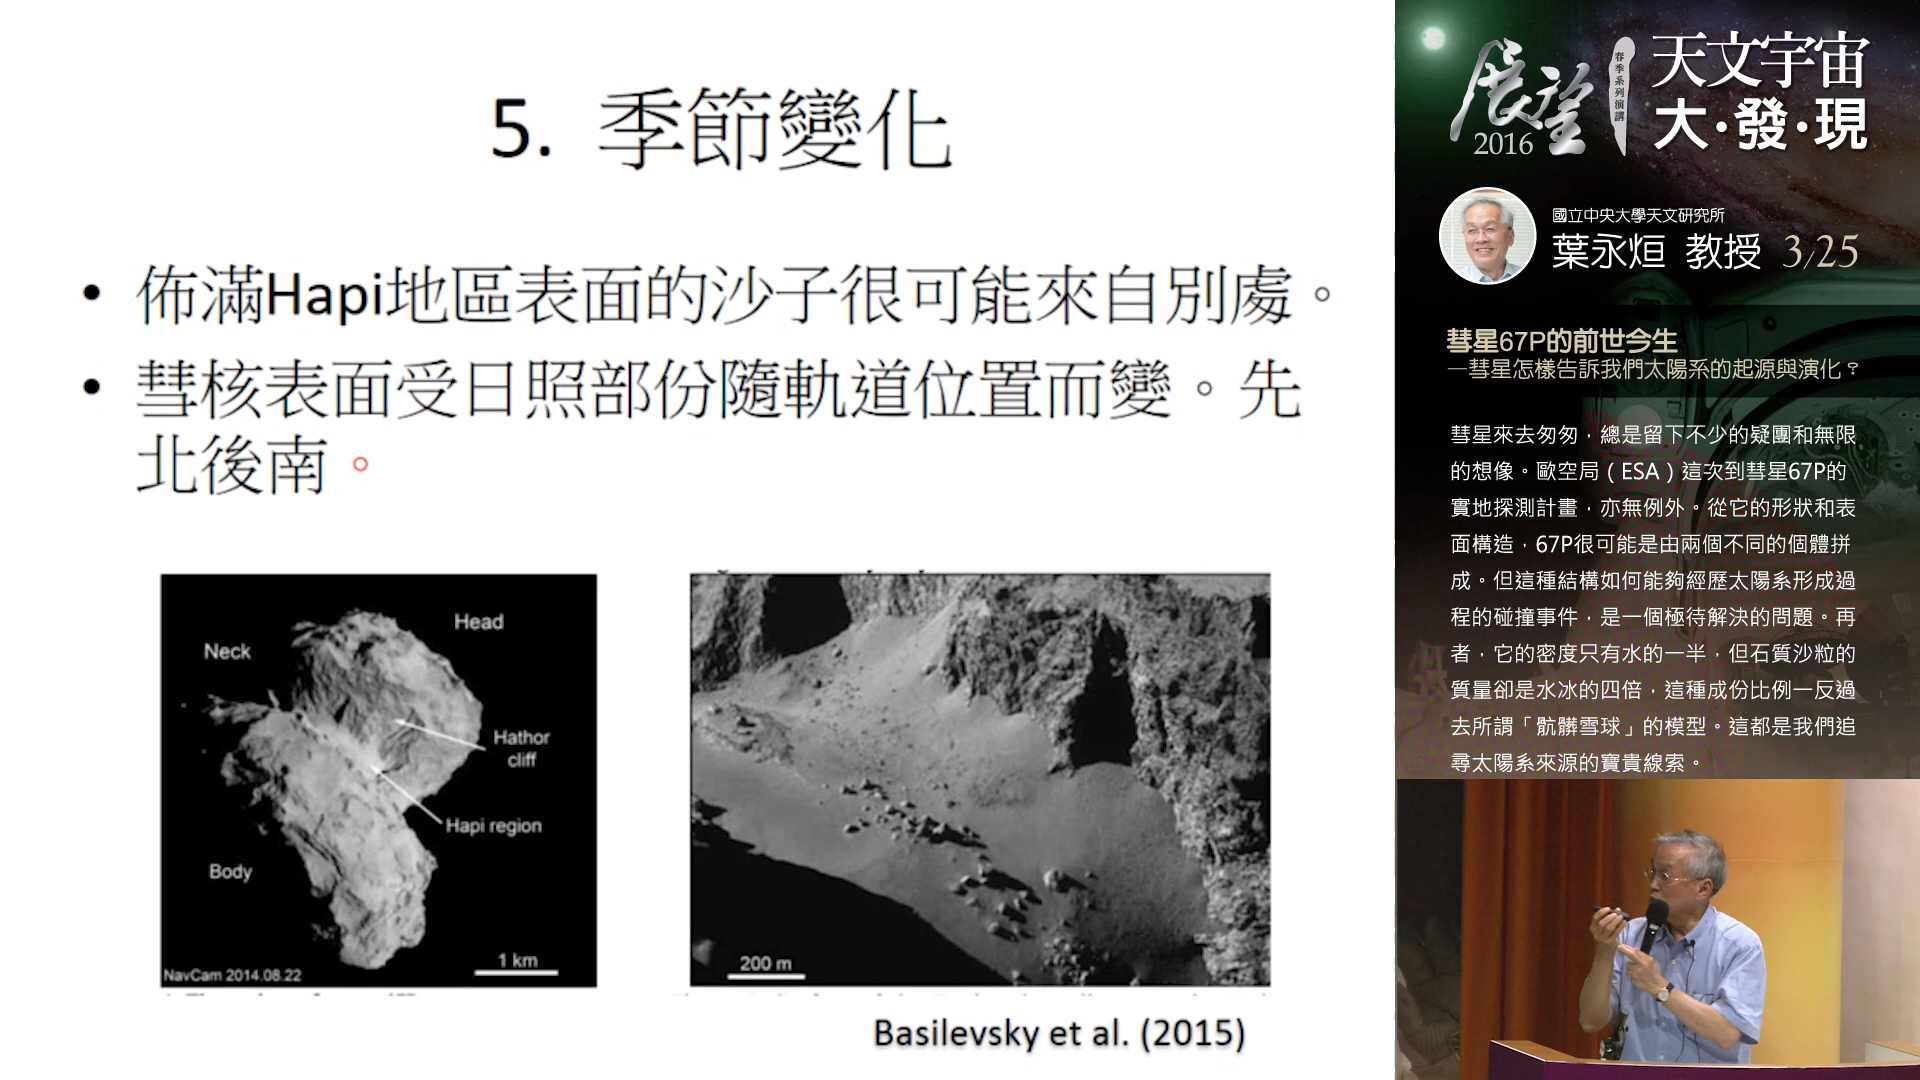 5. 季節變化
• 佈滿Hapi地區表面的沙子很可能來自別處。
• 彗核表面受日照部份隨軌道位置而變。先
北後南。
Head
Neck
Hathor
cliff
Hapi region
Body
1 km
NavCam 2014.08.22
200 m
Basilevsky et al. (2015)
展望
2016
春季系列演講
天文宇宙
大·發·現
國立中央大學天文研究所
葉永烜 教授 3/25
彗星67P的前世今生
—彗星怎樣告訴我們太陽系的起源與演化？
彗星來去匆匆，總是留下不少的疑團和無限
的想像。歐空局（ESA）這次到彗星67P的
實地探測計畫，亦無例外。從它的形狀和表
面構造，67P很可能是由兩個不同的個體拼
成。但這種結構如何能夠經歷太陽系形成過
程的碰撞事件，是一個極待解決的問題。再
者，它的密度只有水的一半，但石質沙粒的
質量卻是水冰的四倍，這種成份比例一反過
去所謂「骯髒雪球」的模型。這都是我們追
尋太陽系來源的寶貴線索。